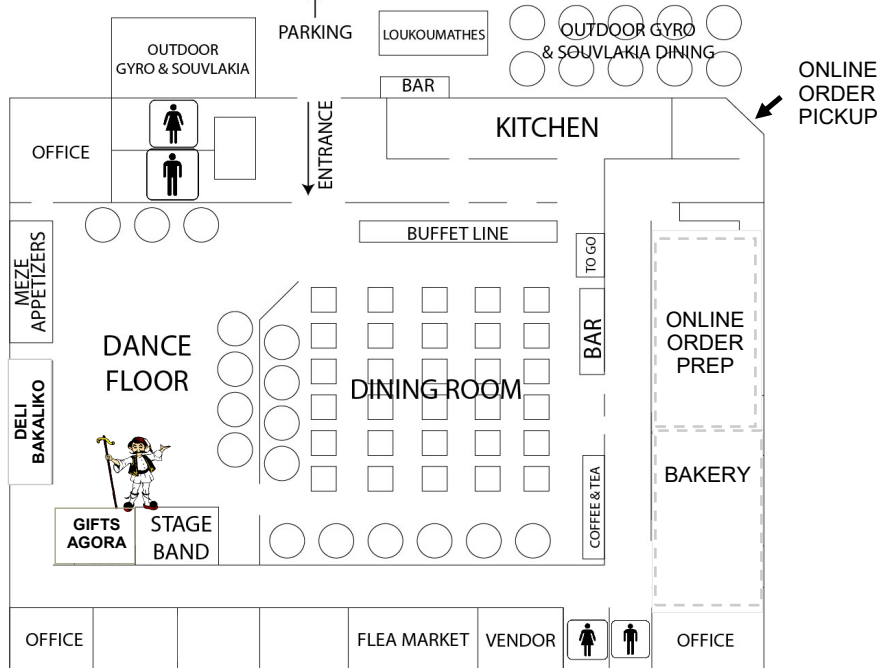 PARKING
LOUKOUMATHES
OUTDOOR GYRO
& SOUVLAKIA DINING
OUTDOOR
GYRO & SOUVLAKIA
BAR
ONLINE
ORDER
PICKUP
OFFICE
ENTRANCE
KITCHEN
BUFFET LINE
TO GO
MEZE
APPETIZERS
DANCE
FLOOR
BAR
ONLINE
ORDER
PREP
DINING ROOM
DELI
BAKALIKO
BAKERY
COFFEE & TEA
GIFTS
AGORA
STAGE
BAND
OFFICE
FLEA MARKET
VENDOR
OFFICE